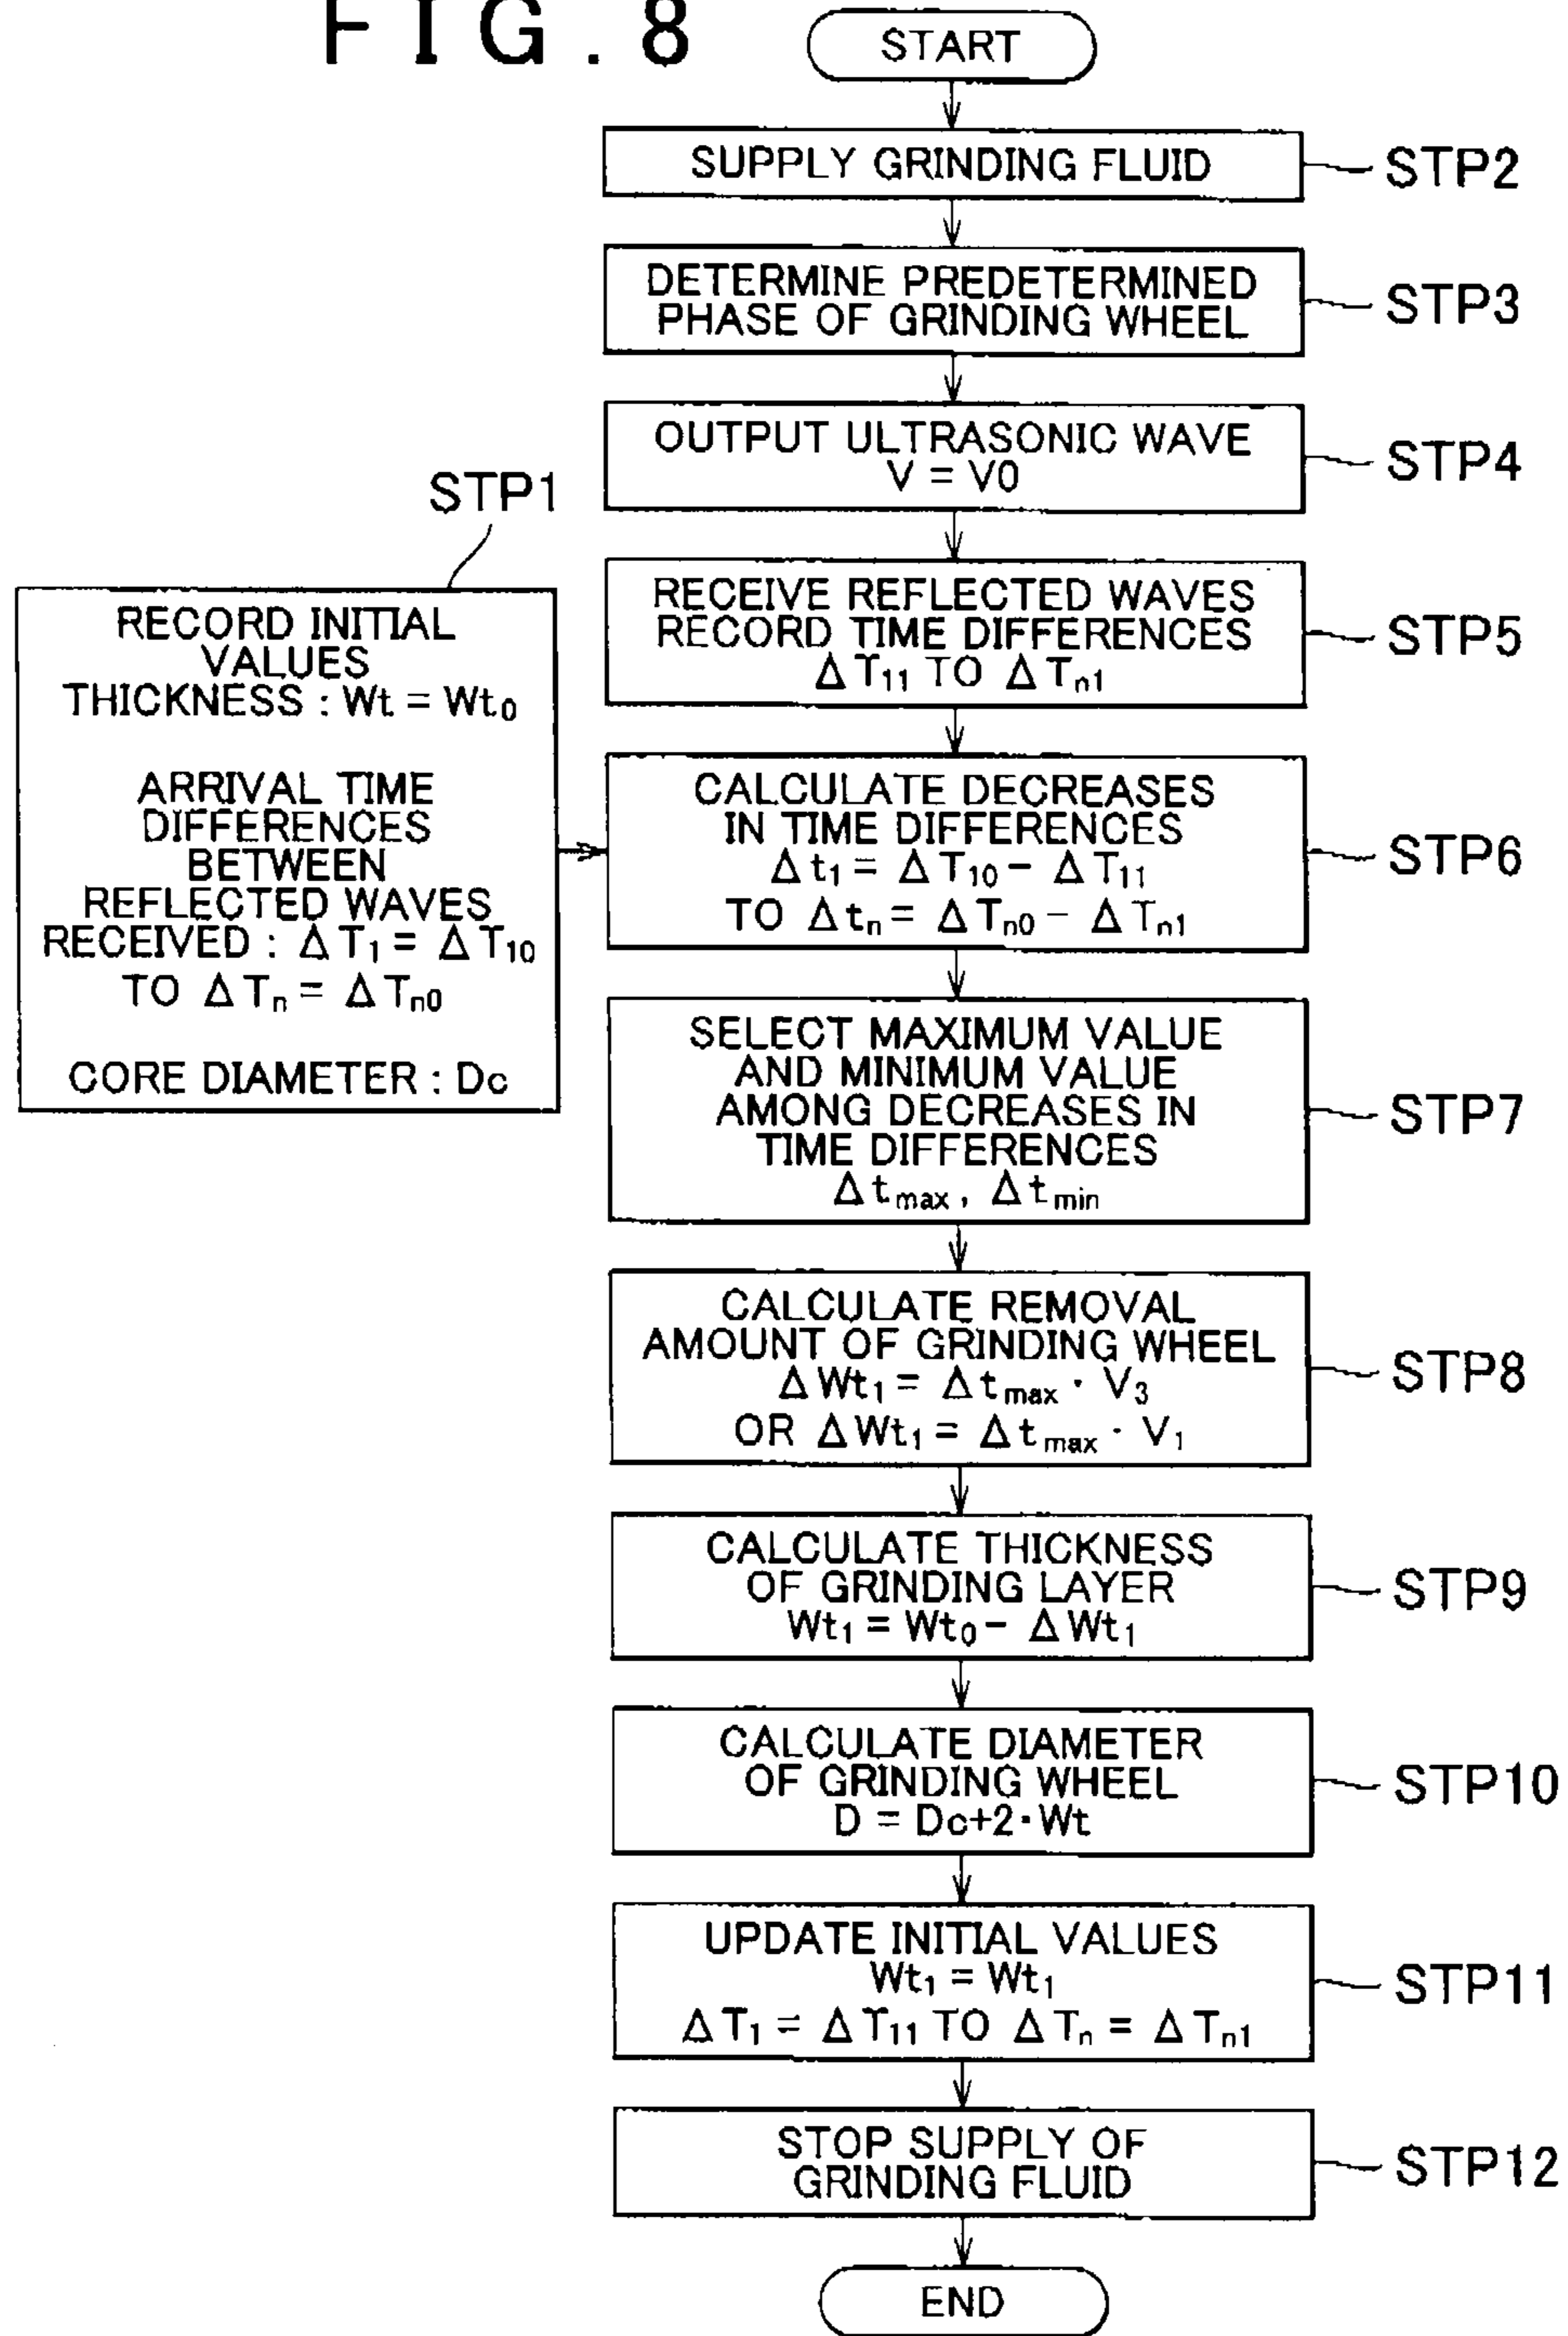 FIG. 8
START
SUPPLY GRINDING FLUID
STP2
DETERMINE PREDETERMINED
PHASE OF GRINDING WHEEL
STP3
OUTPUT ULTRASONIC WAVE
V = V0
STP4
STP1
RECORD INITIAL
VALUES
THICKNESS : Wt = Wt₀
ARRIVAL TIME
DIFFERENCES
BETWEEN
REFLECTED WAVES
RECEIVED : ΔT₁ = ΔT₁₀
TO ΔTₙ = ΔTₙ₀
CORE DIAMETER : Dc
RECEIVE REFLECTED WAVES
RECORD TIME DIFFERENCES
ΔT₁₁ TO ΔTₙ₁
STP5
CALCULATE DECREASES
IN TIME DIFFERENCES
Δt₁ = ΔT₁₀ − ΔT₁₁
TO Δtₙ = ΔTₙ₀ − ΔTₙ₁
STP6
SELECT MAXIMUM VALUE
AND MINIMUM VALUE
AMONG DECREASES IN
TIME DIFFERENCES
Δtmax, Δtmin
STP7
CALCULATE REMOVAL
AMOUNT OF GRINDING WHEEL
ΔWt₁ = Δtmax · V₃
OR ΔWt₁ = Δtmax · V₁
STP8
CALCULATE THICKNESS
OF GRINDING LAYER
Wt₁ = Wt₀ − ΔWt₁
STP9
CALCULATE DIAMETER
OF GRINDING WHEEL
D = Dc+2·Wt
STP10
UPDATE INITIAL VALUES
Wt₁ = Wt₁
ΔT₁ = ΔT₁₁ TO ΔTₙ = ΔTₙ₁
STP11
STOP SUPPLY OF
GRINDING FLUID
STP12
END